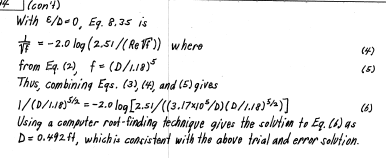 (con't)
With ε/D=0, Eq. 8.35 is
1/√f = -2.0 log(2.51/(Re√f)) where (4)
from Eq. (2), f = (D/1.18)^5 (5)
Thus, combining Eqs. (3), (4), and (5) gives
1/(D/1.18)^5/2 = -2.0 log[2.51/((3.17x10^5/D)(D/1.18)^5/2)] (6)
Using a computer root-finding technique gives the solution to Eq. (6) as
D = 0.492 ft, which is consistent with the above trial and error solution.